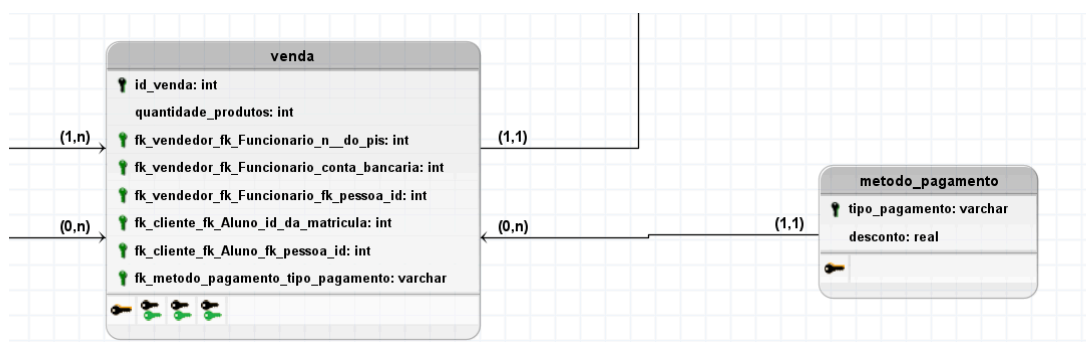 venda
id_venda: int
quantidade_produtos: int
(1,n)
fk_vendedor_fk_Funcionario_n__do_pis: int
(1,1)
fk_vendedor_fk_Funcionario_conta_bancaria: int
fk_vendedor_fk_Funcionario_fk_pessoa_id: int
(0,n)
fk_cliente_fk_Aluno_id_da_matricula: int
(0,n)
fk_cliente_fk_Aluno_fk_pessoa_id: int
fk_metodo_pagamento_tipo_pagamento: varchar
(1,1)
metodo_pagamento
tipo_pagamento: varchar
desconto: real